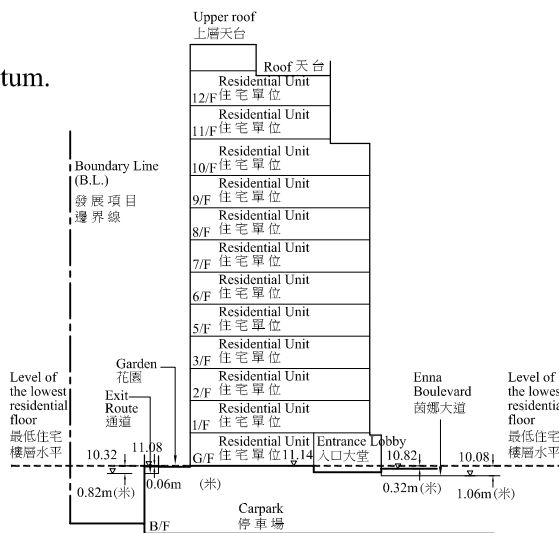 Upper roof
上層天台
tum.
Roof 天台
Residential Unit
12/F 住宅單位
Residential Unit
11/F 住宅單位
Residential Unit
10/F 住宅單位
Residential Unit
9/F 住宅單位
Residential Unit
8/F 住宅單位
Residential Unit
7/F 住宅單位
Residential Unit
6/F 住宅單位
Residential Unit
5/F 住宅單位
Residential Unit
3/F 住宅單位
Residential Unit
2/F 住宅單位
Residential Unit
1/F 住宅單位
Residential Unit
G/F 住宅單位 11.14
Boundary Line
(B.L.)
發展項目
邊界線
Garden
花園
Exit
Route
通道
11.08
Level of
the lowest
residential
floor
最低住宅
樓層水平
10.32
0.82m(米)
0.06m
(米)
Entrance Lobby
入口大堂
10.82
0.32m(米)
Enna
Boulevard
茵娜大道
10.08
1.06m(米)
Level of
the lowes
residentia
floor
最低住宅
樓層水平
Carpark
停車場
B/F